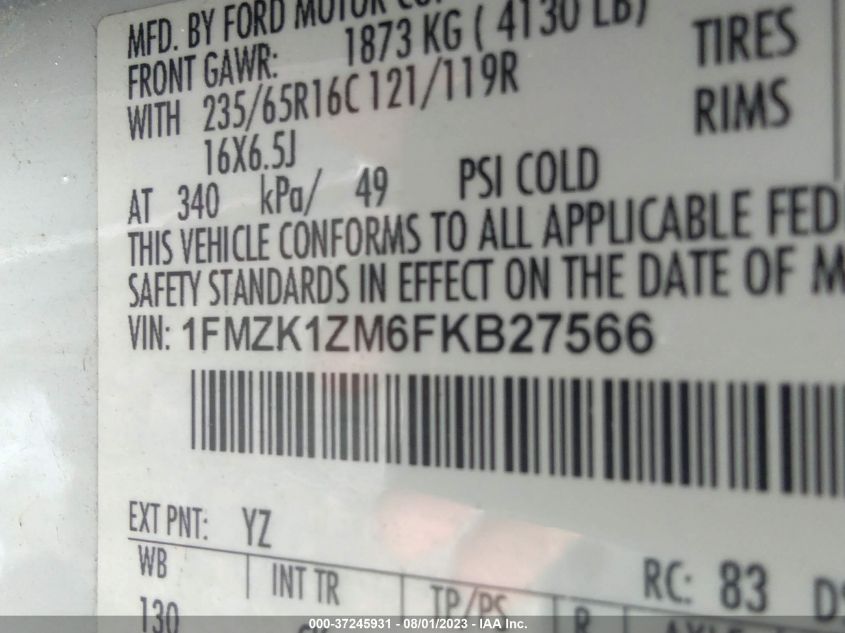 MFD. BY FORD MOTOR CO
FRONT GAWR: 1873 KG ( 4130 LB) TIRES
WITH 235/65R16C 121/119R RIMS
16X6.5J
AT 340 kPa/ 49 PSI COLD
THIS VEHICLE CONFORMS TO ALL APPLICABLE FED
SAFETY STANDARDS IN EFFECT ON THE DATE OF M
VIN: 1FMZK1ZM6FKB27566
EXT PNT: YZ RC: 83
WB INT TR TP/PS R
130
000-37245931 - 08/01/2023 - IAA Inc.